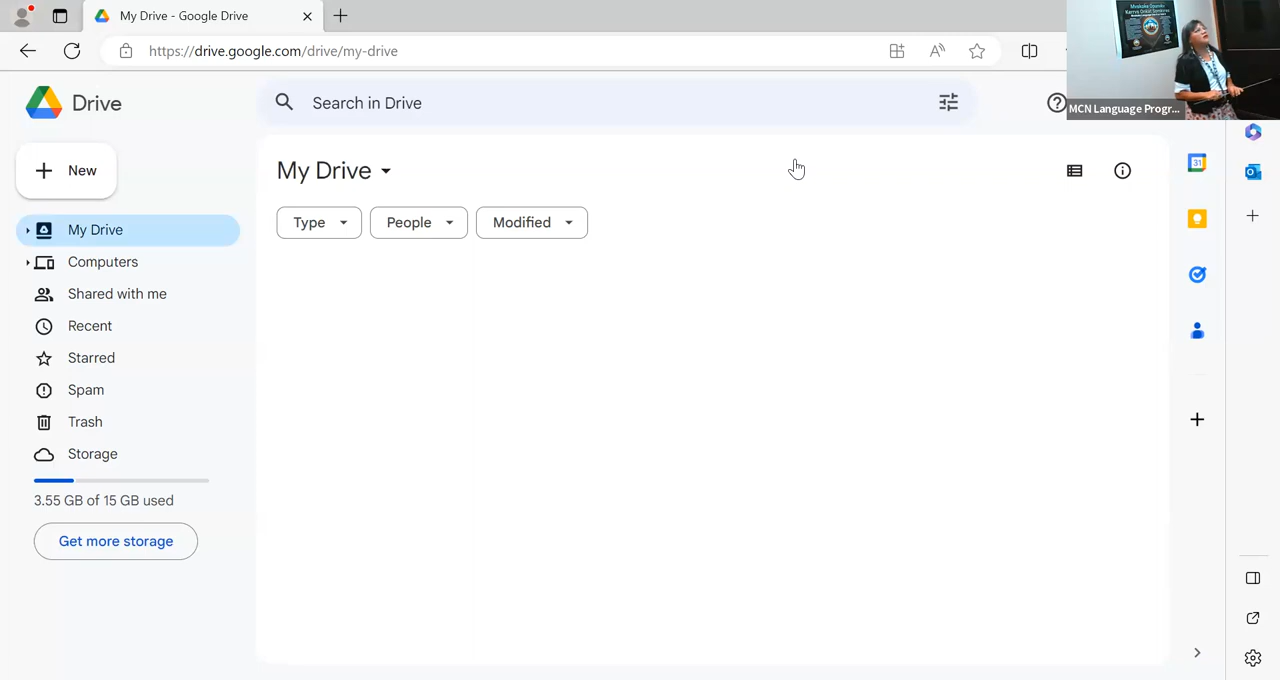 My Drive - Google Drive
https://drive.google.com/drive/my-drive
Drive
Search in Drive
MCN Language Progr...
New
My Drive
31
Type
People
Modified
My Drive
Computers
Shared with me
Recent
Starred
Spam
Trash
Storage
3.55 GB of 15 GB used
Get more storage